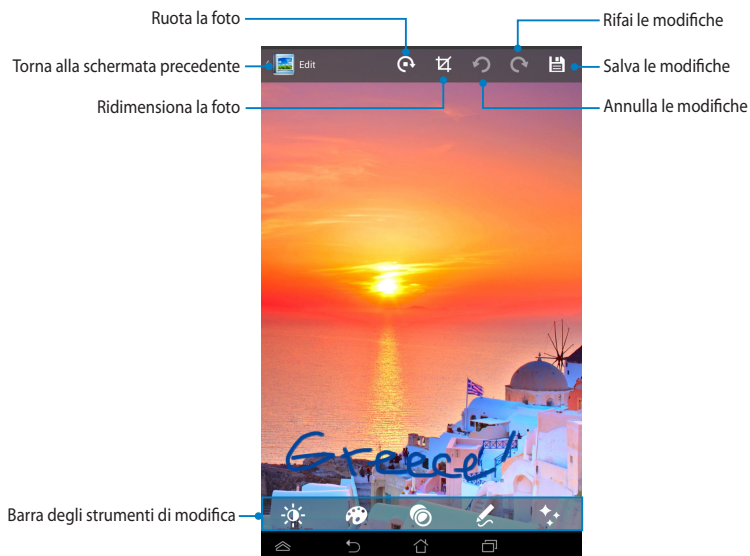 Ruota la foto
Rifai le modifiche
Torna alla schermata precedente
Edit
Salva le modifiche
Ridimensiona la foto
Annulla le modifiche
Greece!
Barra degli strumenti di modifica